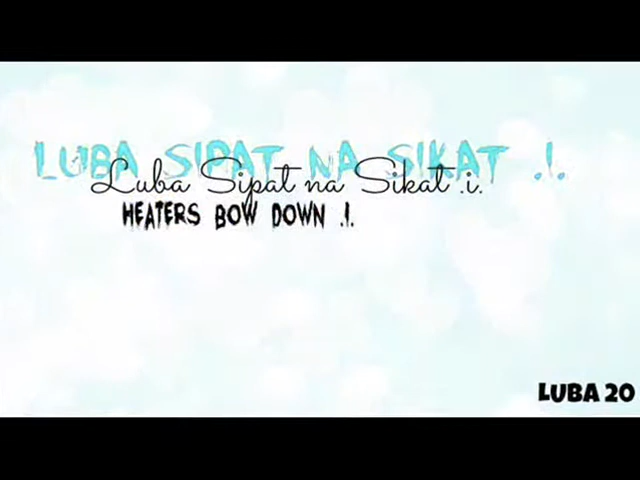 LUBA SIPAT NA SIKAT .I.
Luba Sipat na Sikat .i.
HEATERS BOW DOWN .I.
LUBA 20